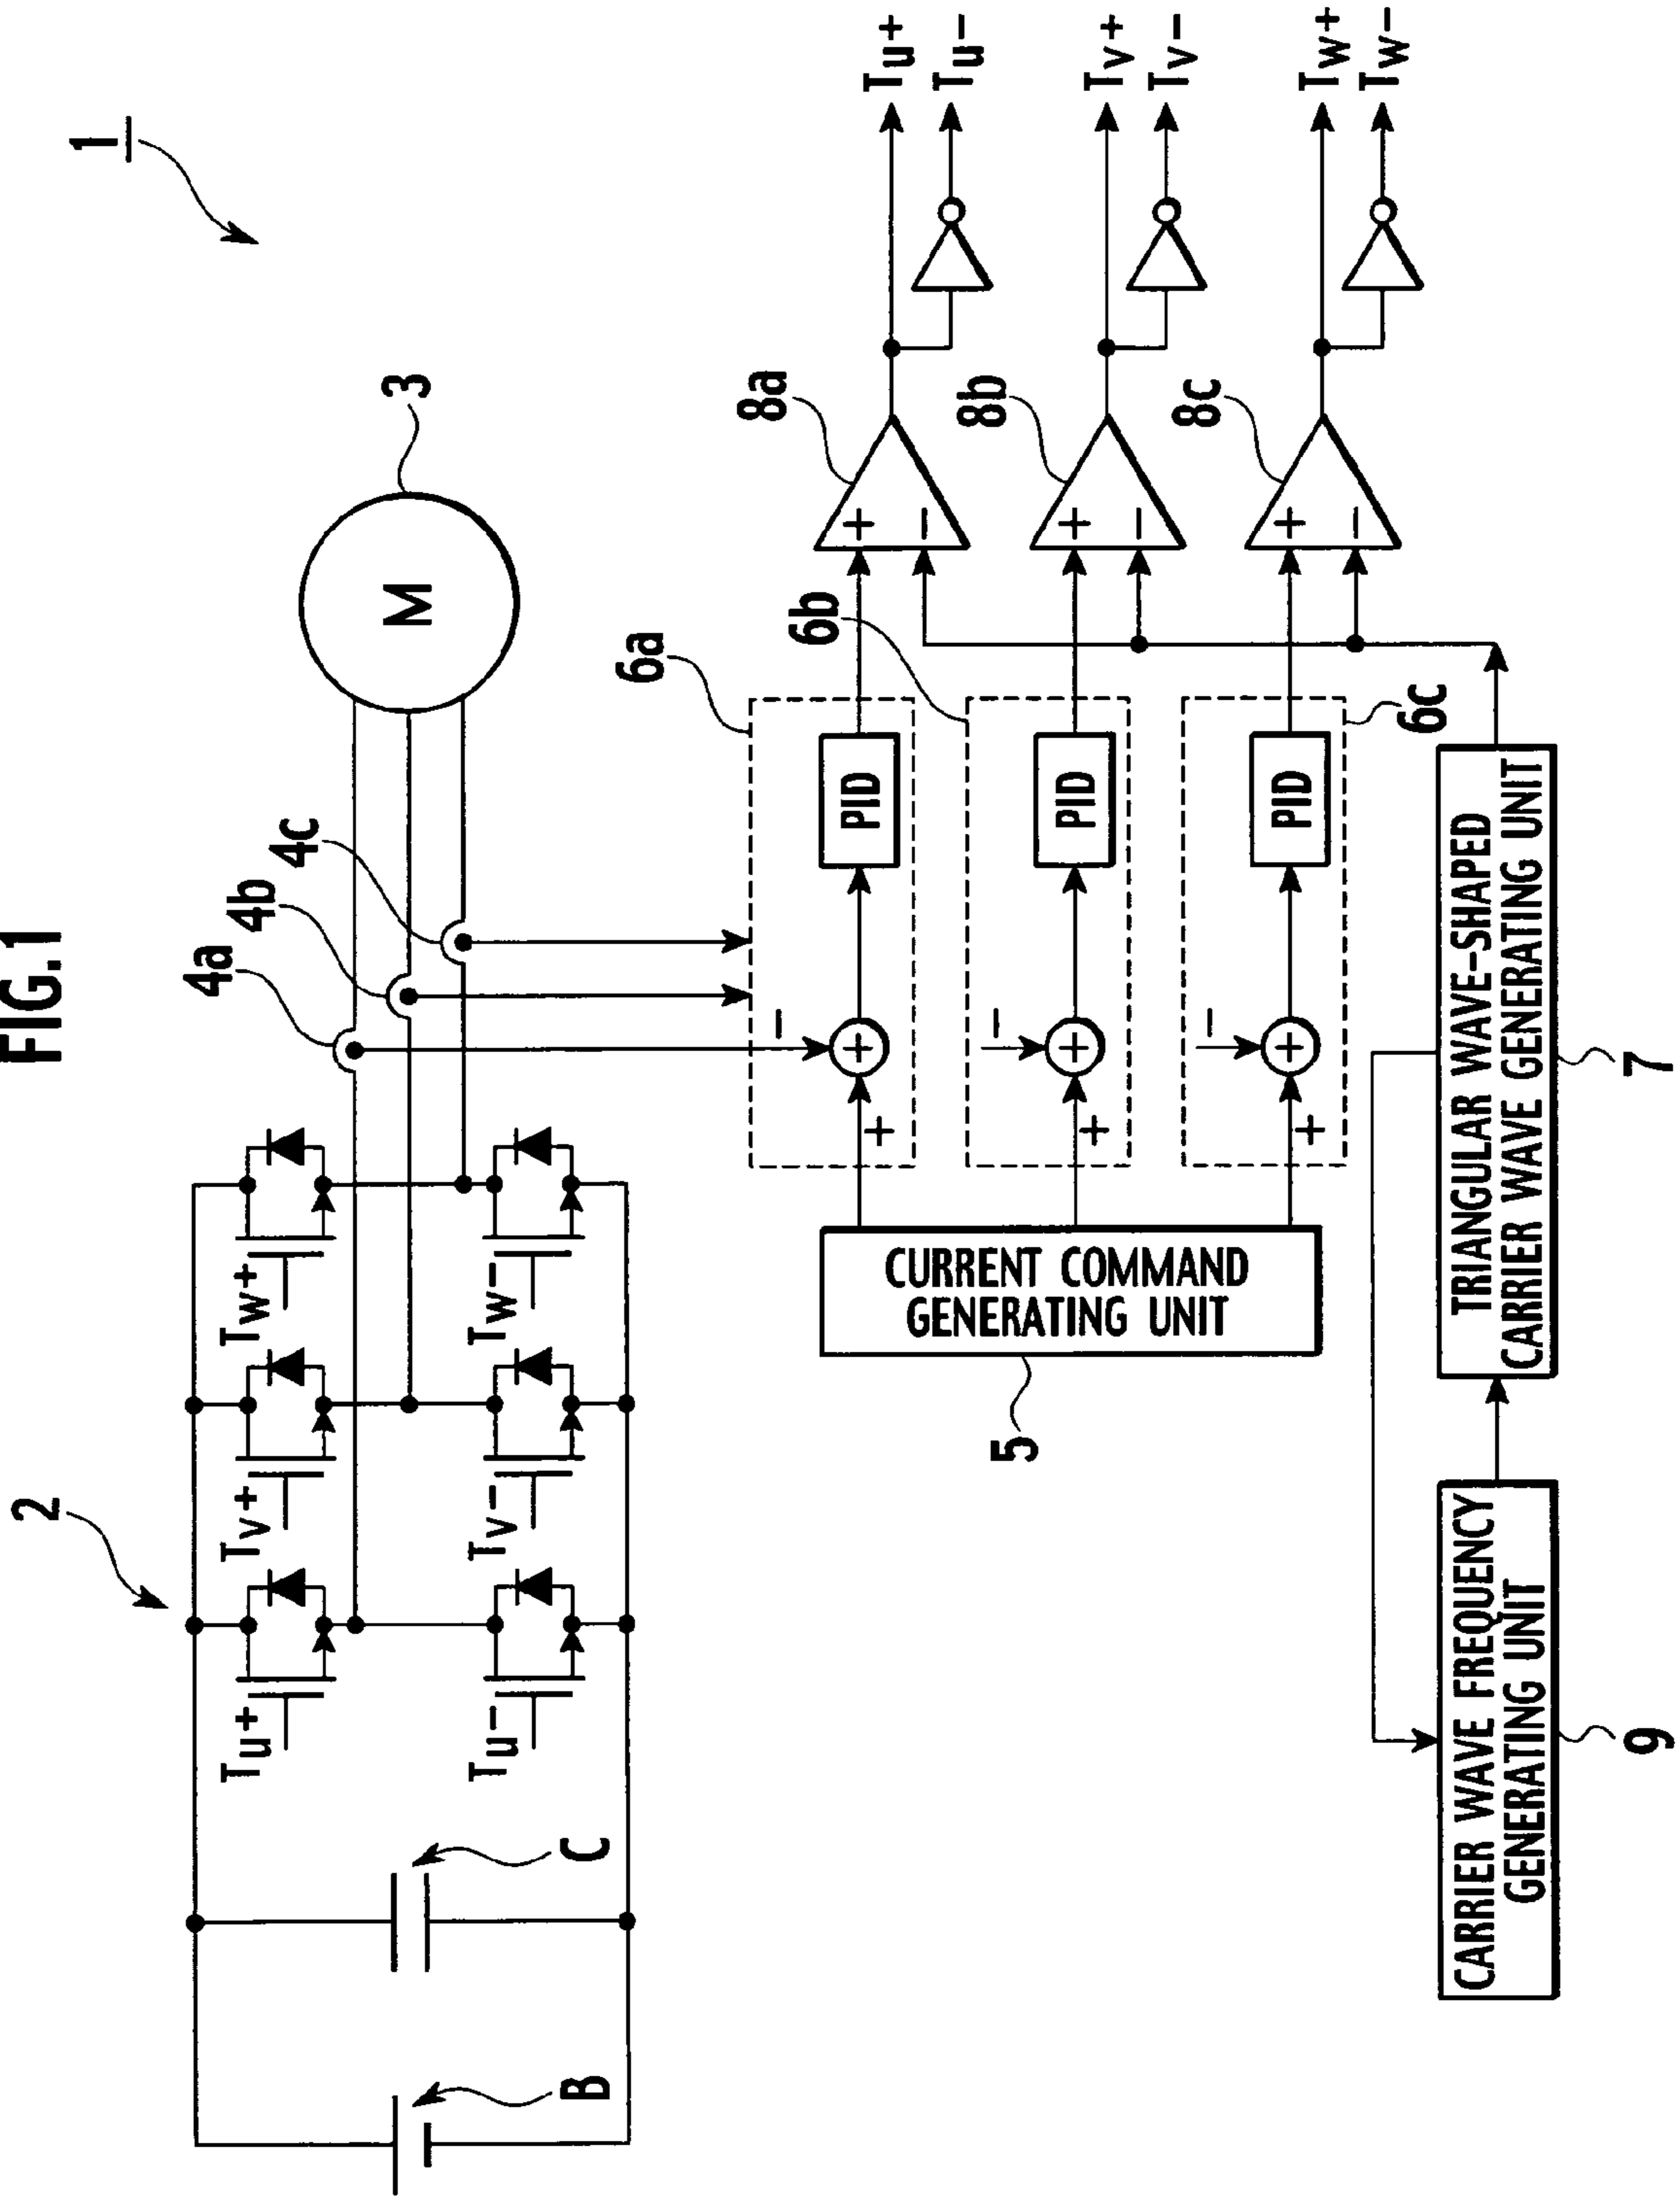 FIG.1
1
2
3
4a
4b
4c
Tu+
Tv+
Tw+
Tu-
Tv-
Tw-
B
C
M
6a
6b
6c
8a
8b
8c
5
CURRENT COMMAND
GENERATING UNIT
+
-
+
PID
+
-
+
-
+
PID
+
-
+
-
+
PID
+
-
Tu+
Tu-
Tv+
Tv-
Tw+
Tw-
CARRIER WAVE FREQUENCY
GENERATING UNIT
9
TRIANGULAR WAVE-SHAPED
CARRIER WAVE GENERATING UNIT
7